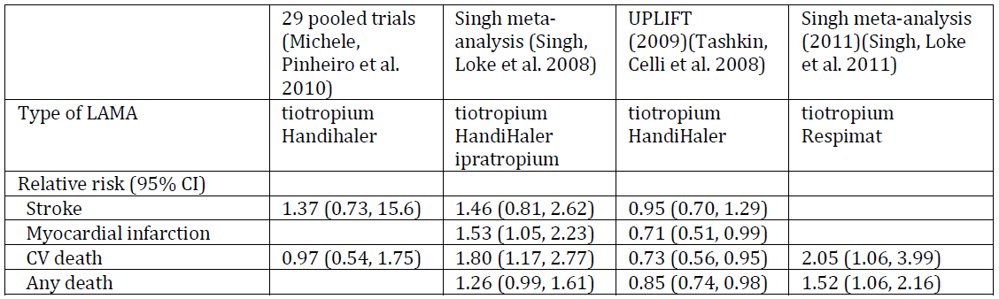 29 pooled trials (Michele, Pinheiro et al. 2010) | Singh meta-analysis (Singh, Loke et al. 2008) | UPLIFT (2009)(Tashkin, Celli et al. 2008) | Singh meta-analysis (2011)(Singh, Loke et al. 2011)
Type of LAMA | tiotropium Handihaler | tiotropium HandiHaler ipratropium | tiotropium HandiHaler | tiotropium Respimat
Relative risk (95% CI)
Stroke | 1.37 (0.73, 15.6) | 1.46 (0.81, 2.62) | 0.95 (0.70, 1.29)
Myocardial infarction | 1.53 (1.05, 2.23) | 0.71 (0.51, 0.99)
CV death | 0.97 (0.54, 1.75) | 1.80 (1.17, 2.77) | 0.73 (0.56, 0.95) | 2.05 (1.06, 3.99)
Any death | 1.26 (0.99, 1.61) | 0.85 (0.74, 0.98) | 1.52 (1.06, 2.16)